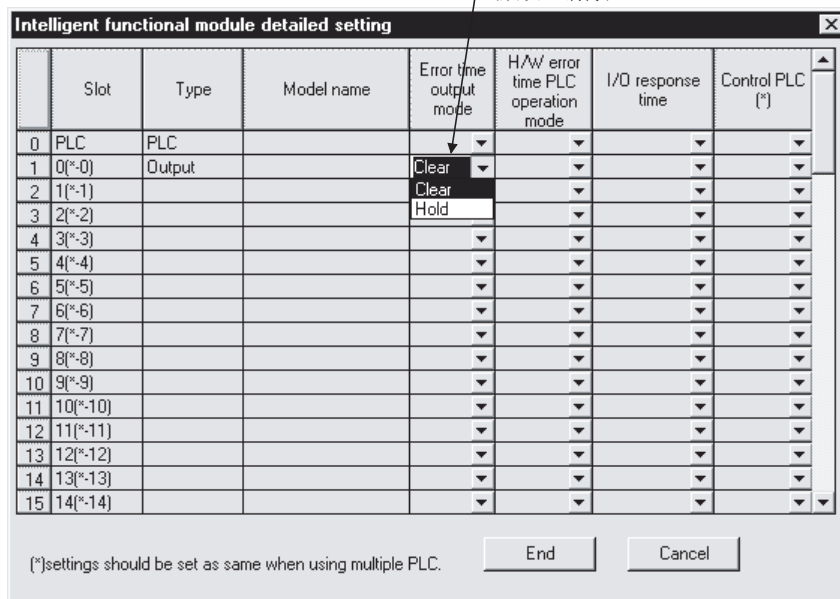 Intelligent functional module detailed setting
Slot Type Model name Error time output mode H/W error time PLC operation mode I/O response time Control PLC (*)
0 PLC PLC
1 0(*-0) Output Clear
2 1(*-1) Clear
3 2(*-2) Hold
4 3(*-3)
5 4(*-4)
6 5(*-5)
7 6(*-6)
8 7(*-7)
9 8(*-8)
10 9(*-9)
11 10(*-10)
12 11(*-11)
13 12(*-12)
14 13(*-13)
15 14(*-14)
(*)settings should be set as same when using multiple PLC.
End Cancel